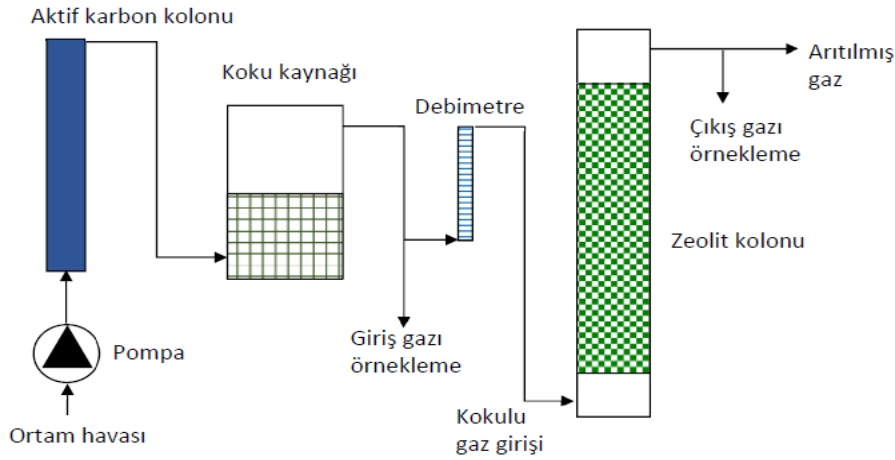 Aktif karbon kolonu
Koku kaynağı
Debimetre
Arıtılmış
gaz
Çıkış gazı
örnekleme
Zeolit kolonu
Giriş gazı
örnekleme
Pompa
Kokulu
gaz girişi
Ortam havası